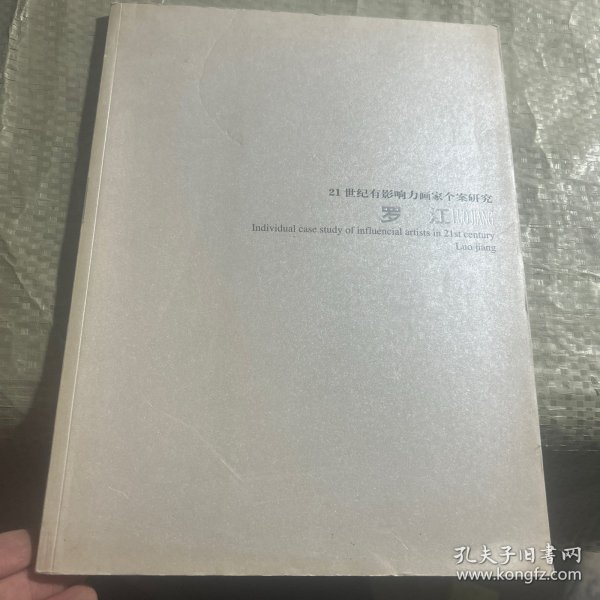 21世纪有影响力画家个案研究
罗 江 LUOJIANG
Individual case study of influencial artists in 21st century
Luo jiang
孔夫子旧书网
www.kongfz.com